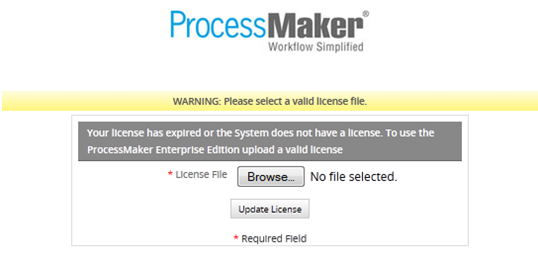 ProcessMaker®
Workflow Simplified
WARNING: Please select a valid license file.
Your license has expired or the System does not have a license. To use the
ProcessMaker Enterprise Edition upload a valid license
* License File Browse... No file selected.
Update License
* Required Field